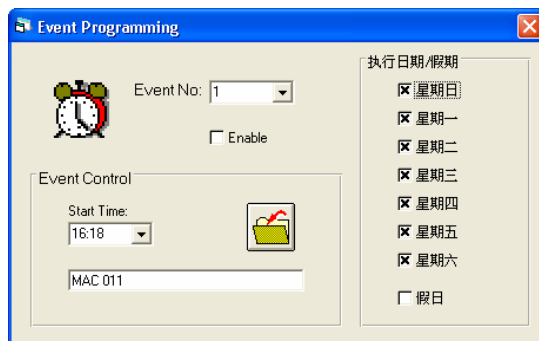 Event Programming
Event No: 1
Enable
Event Control
Start Time:
16:18
MAC 011
执行日期/假期
星期日
星期一
星期二
星期三
星期四
星期五
星期六
假日